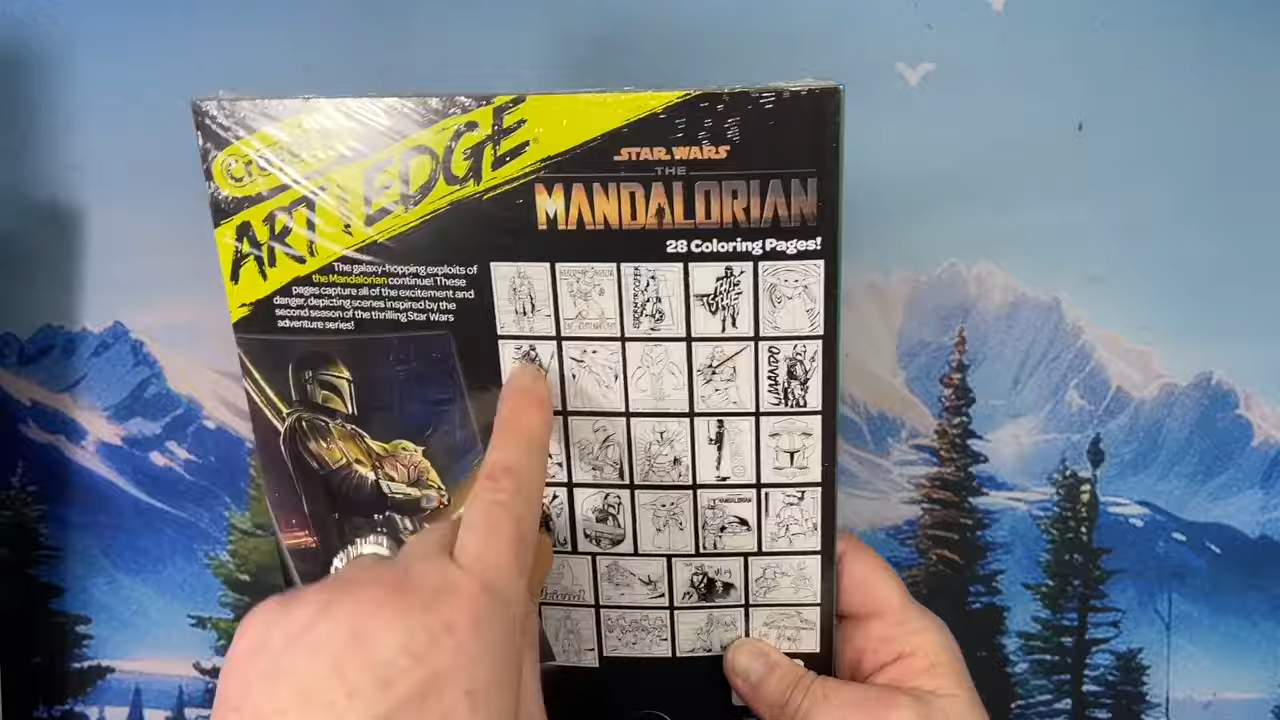 ART EDGE
STAR WARS
THE
MANDALORIAN
28 Coloring Pages!
The galaxy-hopping exploits of
the Mandalorian continue! These
pages capture all of the excitement and
danger, depicting scenes inspired by the
second season of the thrilling Star Wars
adventure series!
THIS
IS THE
MANDO
MANDALORIAN
friend